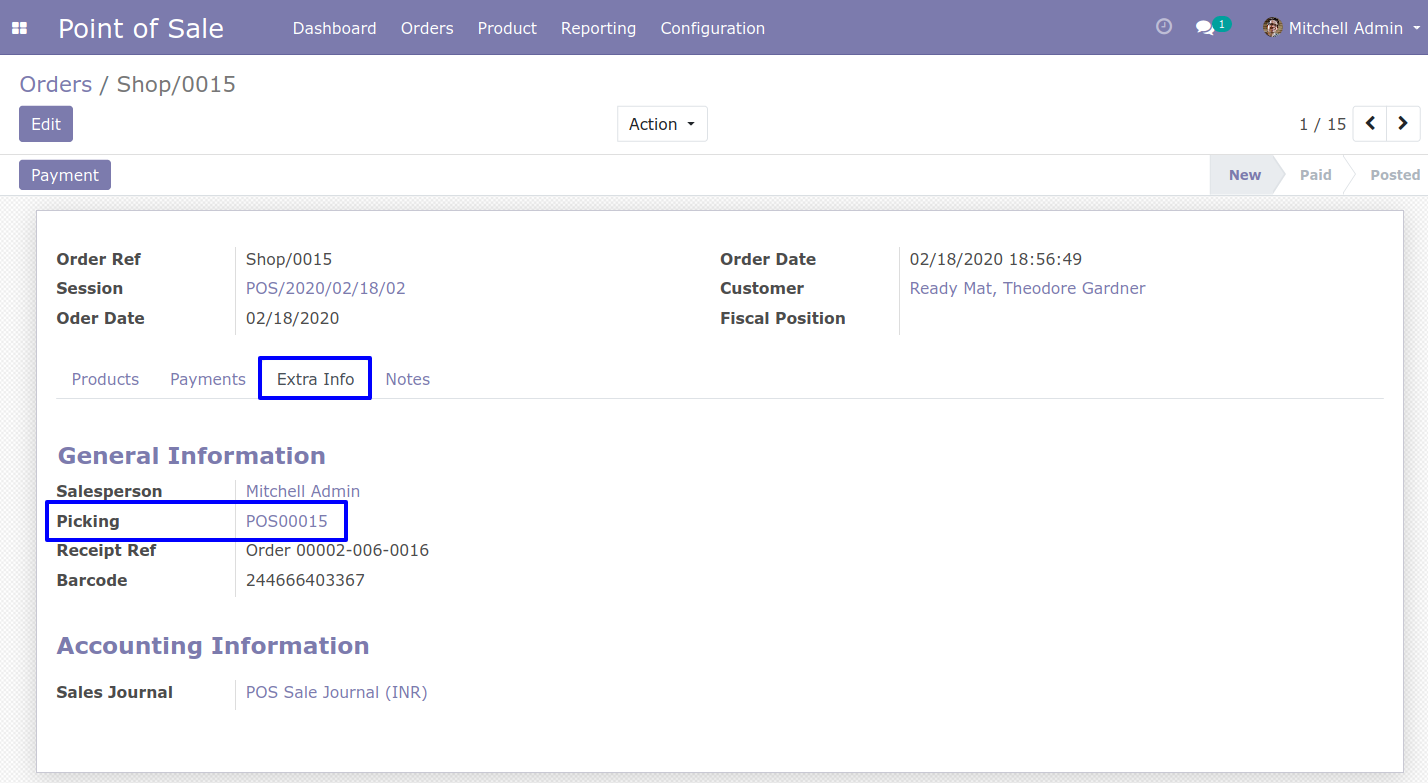 Point of Sale Dashboard Orders Product Reporting Configuration 1 Mitchell Admin
Orders / Shop/0015
Edit Action 1 / 15
Payment New Paid Posted
Order Ref Shop/0015 Order Date 02/18/2020 18:56:49
Session POS/2020/02/18/02 Customer Ready Mat, Theodore Gardner
Oder Date 02/18/2020 Fiscal Position
Products Payments Extra Info Notes
General Information
Salesperson Mitchell Admin
Picking POS00015
Receipt Ref Order 00002-006-0016
Barcode 244666403367
Accounting Information
Sales Journal POS Sale Journal (INR)